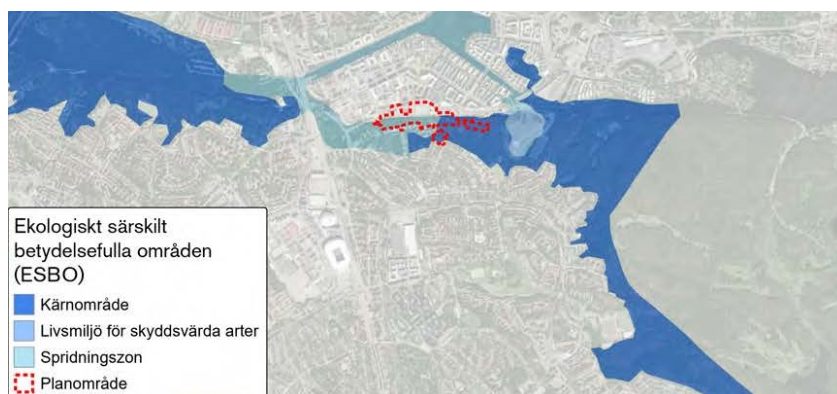 Ekologiskt särskilt
betydelsefulla områden
(ESBO)
Kärnområde
Livsmiljö för skyddsvärda arter
Spridningszon
Planområde